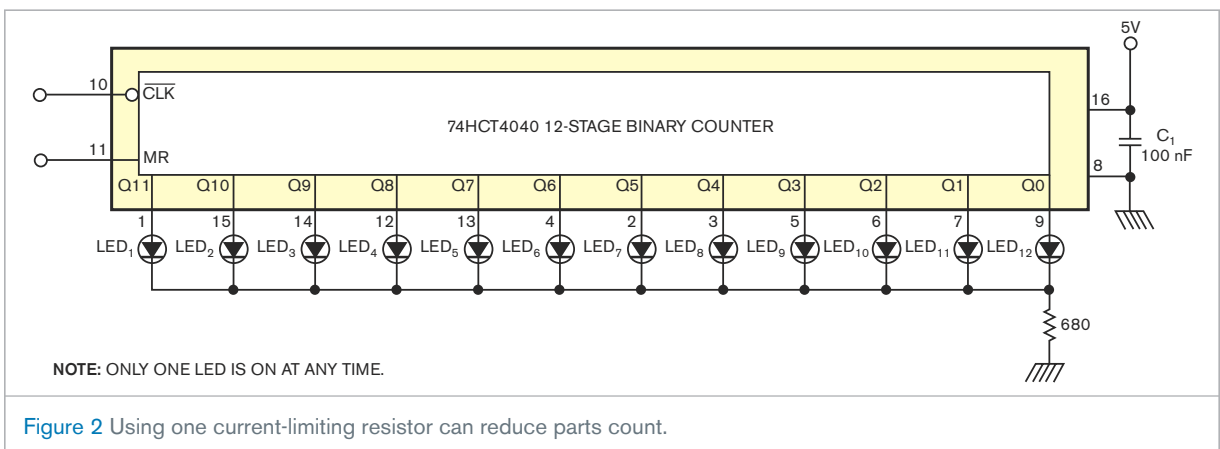 5V
10
CLK
16
74HCT4040 12-STAGE BINARY COUNTER
C1
100 nF
11
MR
8
Q11 Q10 Q9 Q8 Q7 Q6 Q5 Q4 Q3 Q2 Q1 Q0
1 15 14 12 13 4 2 3 5 6 7 9
LED1 LED2 LED3 LED4 LED5 LED6 LED7 LED8 LED9 LED10 LED11 LED12
680
NOTE: ONLY ONE LED IS ON AT ANY TIME.
Figure 2 Using one current-limiting resistor can reduce parts count.